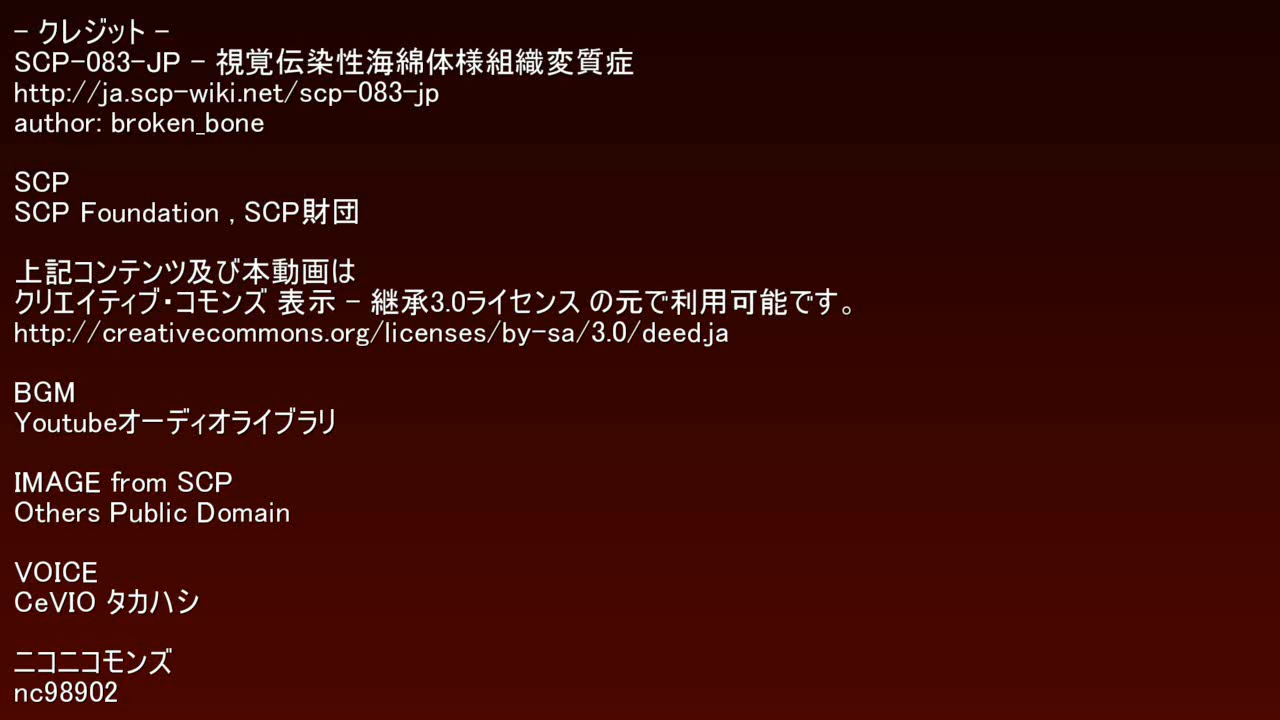 - クレジット -
SCP-083-JP - 視覚伝染性海綿体様組織変質症
http://ja.scp-wiki.net/scp-083-jp
author: broken_bone
SCP
SCP Foundation , SCP財団
上記コンテンツ及び本動画は
クリエイティブ・コモンズ 表示 - 継承3.0ライセンス の元で利用可能です。
http://creativecommons.org/licenses/by-sa/3.0/deed.ja
BGM
Youtubeオーディオライブラリ
IMAGE from SCP
Others Public Domain
VOICE
CeVIO タカハシ
ニコニコモンズ
nc98902